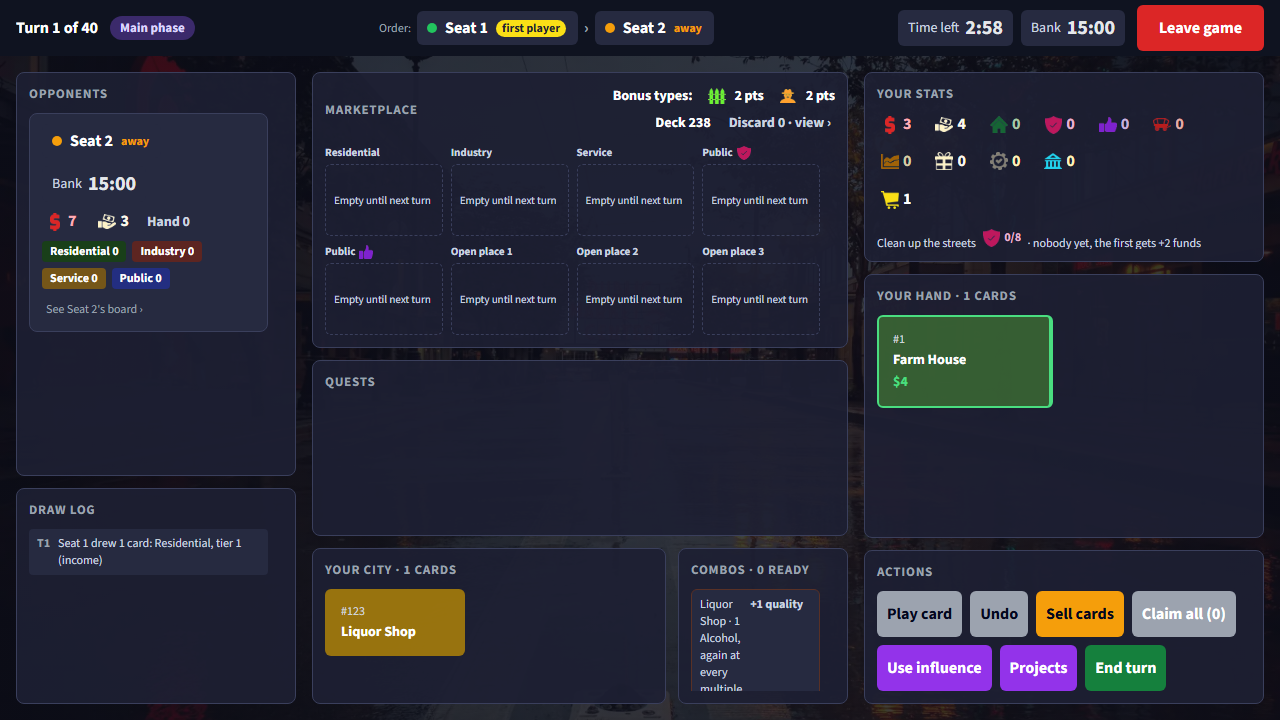 Turn 1 of 40 Main phase Order: Seat 1 first player › Seat 2 away Time left 2:58 Bank 15:00 Leave game
OPPONENTS
Seat 2 away
Bank 15:00
7 3 Hand 0
Residential 0 Industry 0
Service 0 Public 0
See Seat 2's board ›
DRAW LOG
T1 Seat 1 drew 1 card: Residential, tier 1
(income)
MARKETPLACE
Bonus types: 2 pts 2 pts
Deck 238 Discard 0 · view ›
Residential Industry Service Public
Empty until next turn Empty until next turn Empty until next turn Empty until next turn
Public Open place 1 Open place 2 Open place 3
Empty until next turn Empty until next turn Empty until next turn Empty until next turn
QUESTS
YOUR CITY · 1 CARDS
#123
Liquor Shop
COMBOS · 0 READY
Liquor +1 quality
Shop · 1
Alcohol,
again at
every
multiple
YOUR STATS
3 4 0 0 0 0
0 0 0 0
1
Clean up the streets 0/8 · nobody yet, the first gets +2 funds
YOUR HAND · 1 CARDS
#1
Farm House
$4
ACTIONS
Play card Undo Sell cards Claim all (0)
Use influence Projects End turn